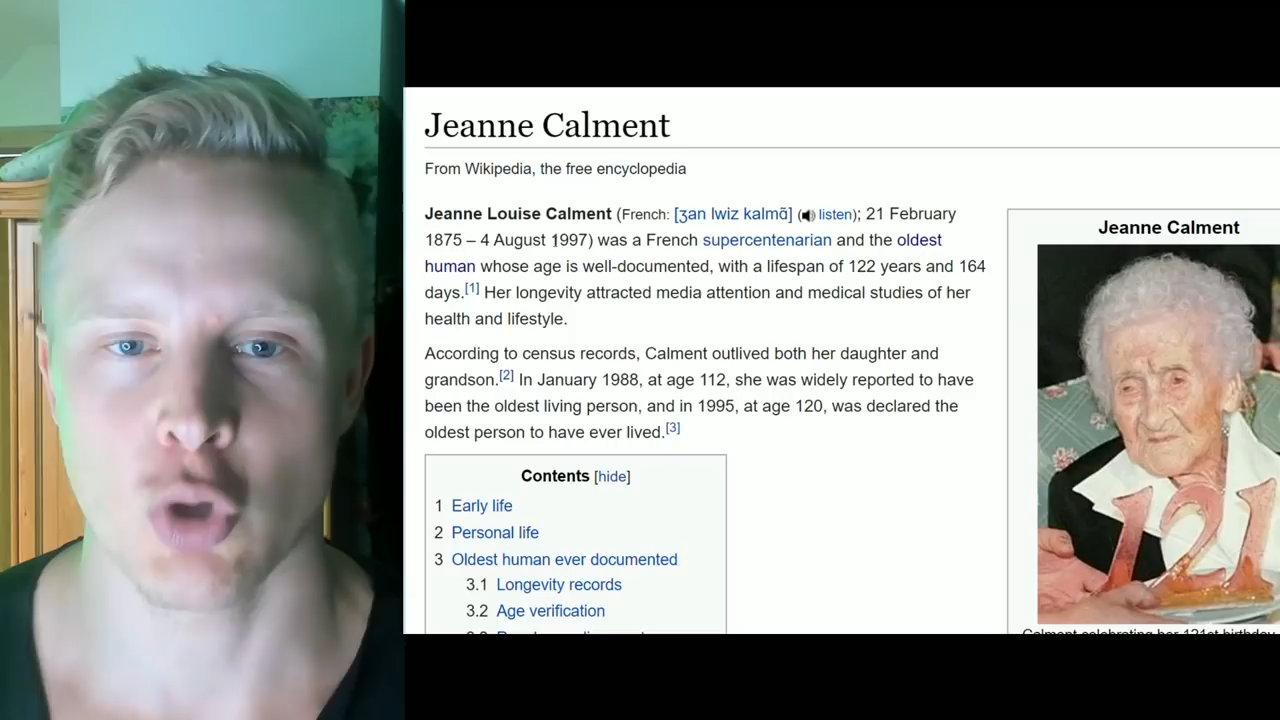 Jeanne Calment
From Wikipedia, the free encyclopedia
Jeanne Louise Calment (French: [ʒan lwiz kalmɑ̃] ( listen); 21 February
1875 – 4 August 1997) was a French supercentenarian and the oldest
human whose age is well-documented, with a lifespan of 122 years and 164
days.[1] Her longevity attracted media attention and medical studies of her
health and lifestyle.
According to census records, Calment outlived both her daughter and
grandson.[2] In January 1988, at age 112, she was widely reported to have
been the oldest living person, and in 1995, at age 120, was declared the
oldest person to have ever lived.[3]
Contents [hide]
1 Early life
2 Personal life
3 Oldest human ever documented
3.1 Longevity records
3.2 Age verification
Jeanne Calment
121
Calment celebrating her 121st birthday